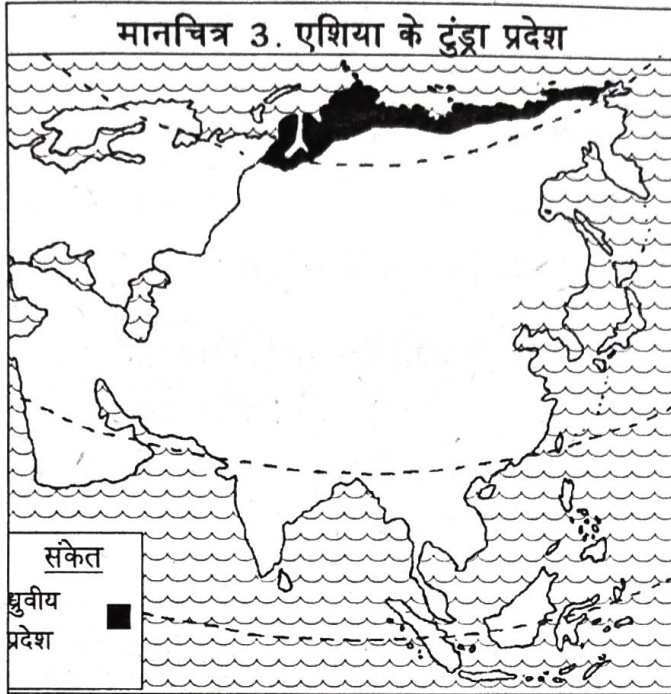 मानचित्र 3. एशिया के टुंड्रा प्रदेश
संकेत
ध्रुवीय
प्रदेश